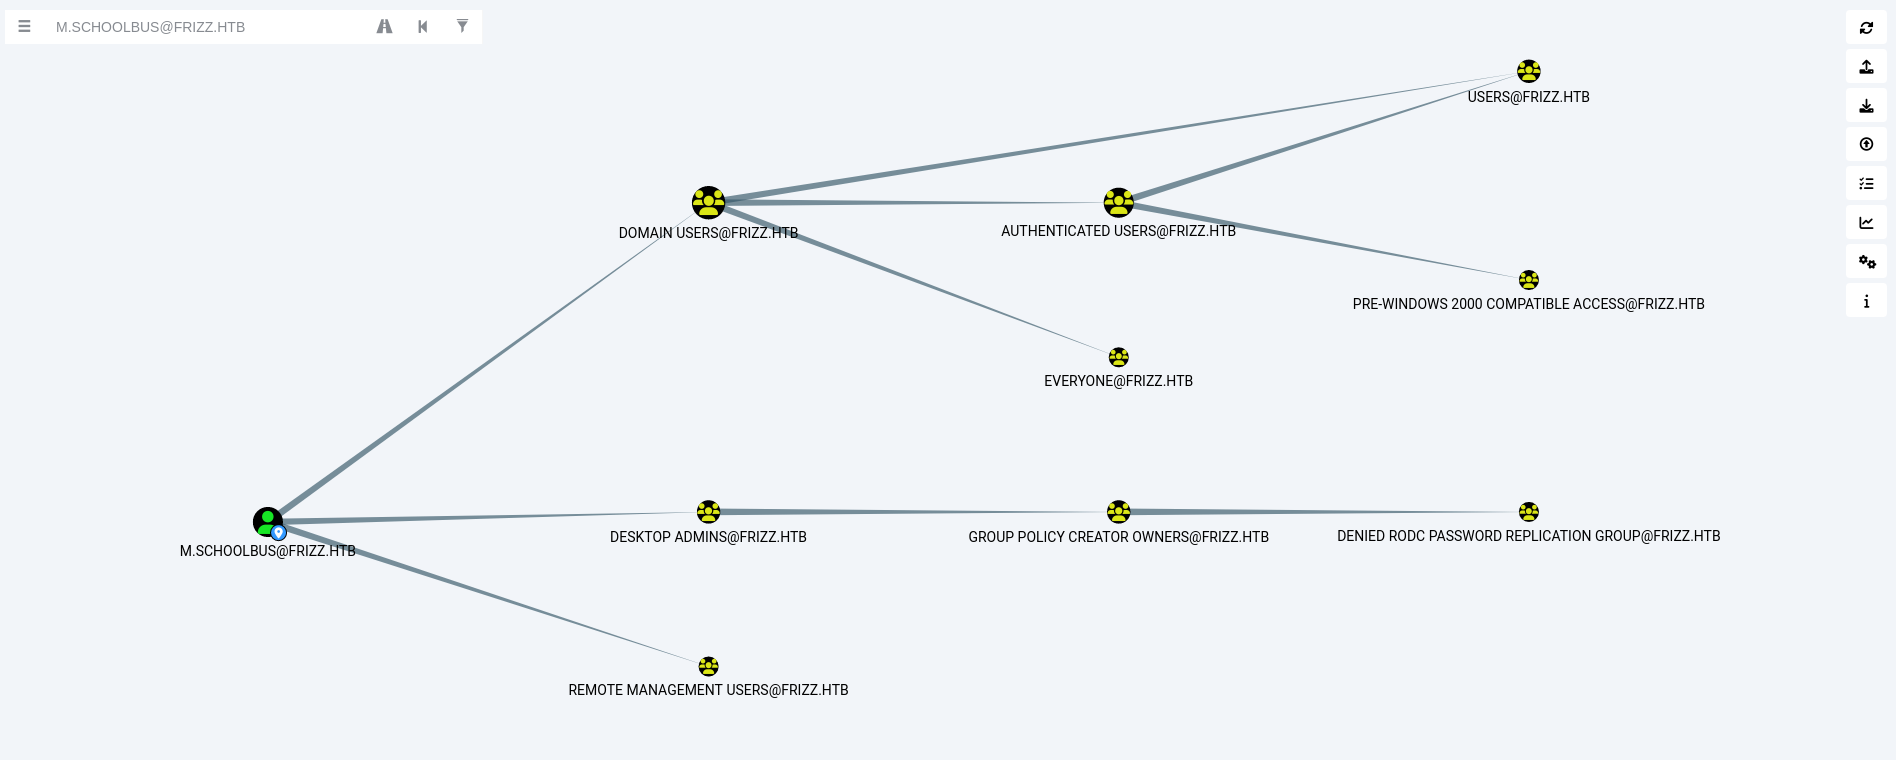 M.SCHOOLBUS@FRIZZ.HTB
USERS@FRIZZ.HTB
DOMAIN USERS@FRIZZ.HTB
AUTHENTICATED USERS@FRIZZ.HTB
PRE-WINDOWS 2000 COMPATIBLE ACCESS@FRIZZ.HTB
EVERYONE@FRIZZ.HTB
M.SCHOOLBUS@FRIZZ.HTB
DESKTOP ADMINS@FRIZZ.HTB
GROUP POLICY CREATOR OWNERS@FRIZZ.HTB
DENIED RODC PASSWORD REPLICATION GROUP@FRIZZ.HTB
REMOTE MANAGEMENT USERS@FRIZZ.HTB